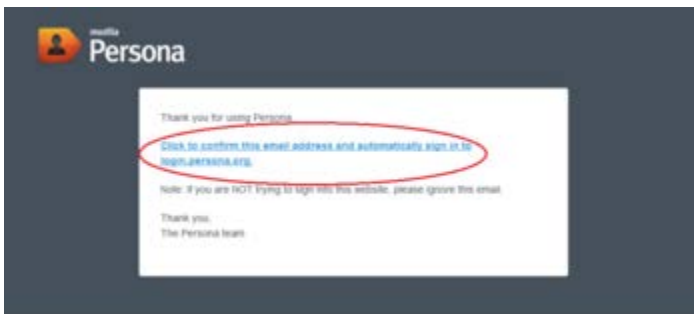 mozilla
Persona
Thank you for using Persona.
Click to confirm this email address and automatically sign in to
login.persona.org.
Note: If you are NOT trying to sign into this website, please ignore this email.
Thank you,
The Persona team